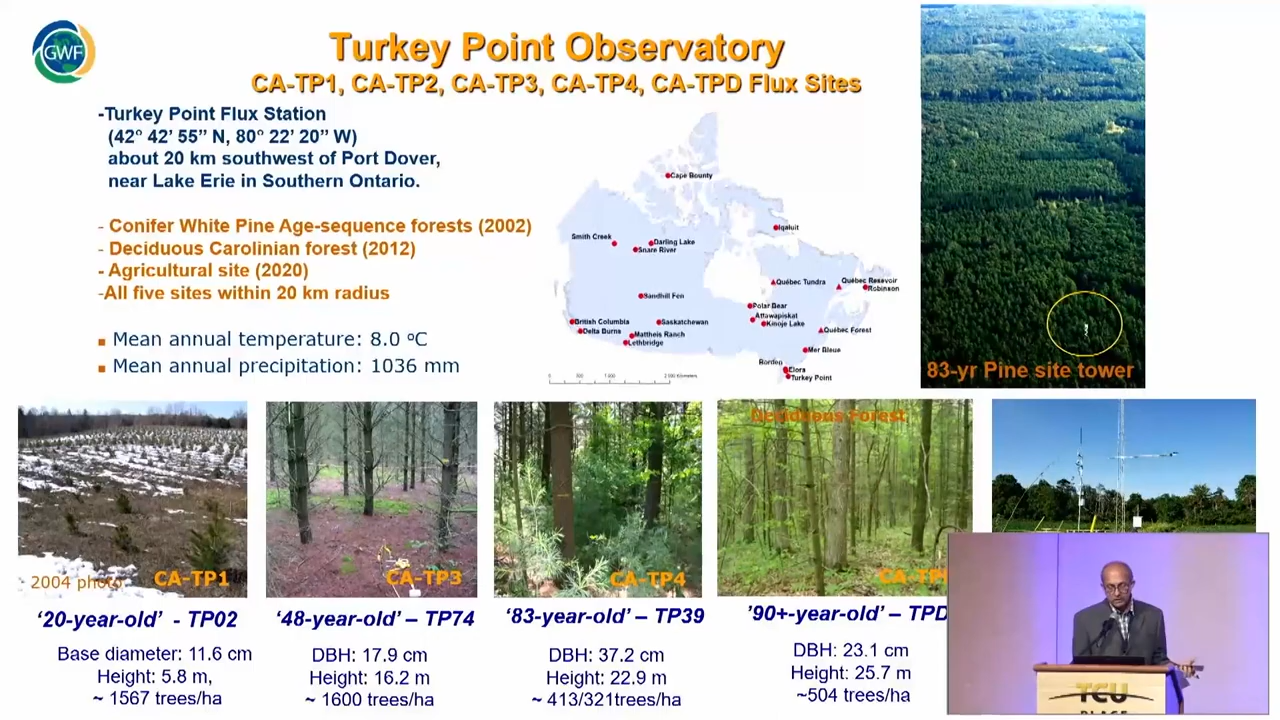 GWF
Turkey Point Observatory
CA-TP1, CA-TP2, CA-TP3, CA-TP4, CA-TPD Flux Sites
-Turkey Point Flux Station
(42° 42’ 55” N, 80° 22’ 20” W)
about 20 km southwest of Port Dover,
near Lake Erie in Southern Ontario.
- Conifer White Pine Age-sequence forests (2002)
- Deciduous Carolinian forest (2012)
- Agricultural site (2020)
-All five sites within 20 km radius
Mean annual temperature: 8.0 ºC
Mean annual precipitation: 1036 mm
Cape Bounty
Iqaluit
Smith Creek
Darling Lake
Snare River
Québec Tundra
Québec Resevoir
Robinson
Sandhill Fen
Polar Bear
Attawapiskat
Kinoje Lake
British Columbia
Saskatchewan
Delta Burns
Mattheis Ranch
Lethbridge
Québec Forest
Mer Bleue
Borden
Elora
Turkey Point
83-yr Pine site tower
2004 photo
CA-TP1
CA-TP3
CA-TP4
Deciduous Forest
‘20-year-old’ - TP02
‘48-year-old’ – TP74
‘83-year-old’ – TP39
’90+-year-old’ – TPD
Base diameter: 11.6 cm
Height: 5.8 m,
~ 1567 trees/ha
DBH: 17.9 cm
Height: 16.2 m
~ 1600 trees/ha
DBH: 37.2 cm
Height: 22.9 m
~ 413/321trees/ha
DBH: 23.1 cm
Height: 25.7 m
~504 trees/ha
TCU
PLACE